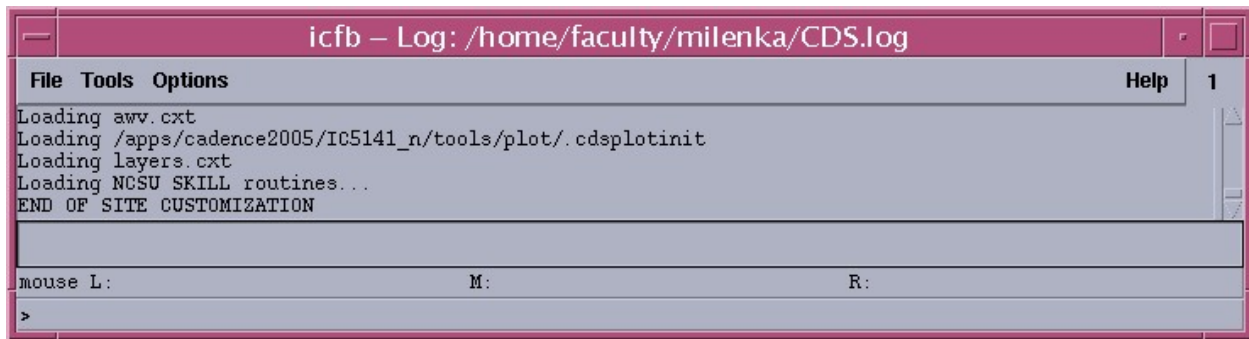 icfb – Log: /home/faculty/milenka/CDS.log
File Tools Options Help 1
Loading awv.cxt
Loading /apps/cadence2005/IC5141_n/tools/plot/.cdsplotinit
Loading layers.cxt
Loading NCSU SKILL routines...
END OF SITE CUSTOMIZATION
mouse L: M: R:
>